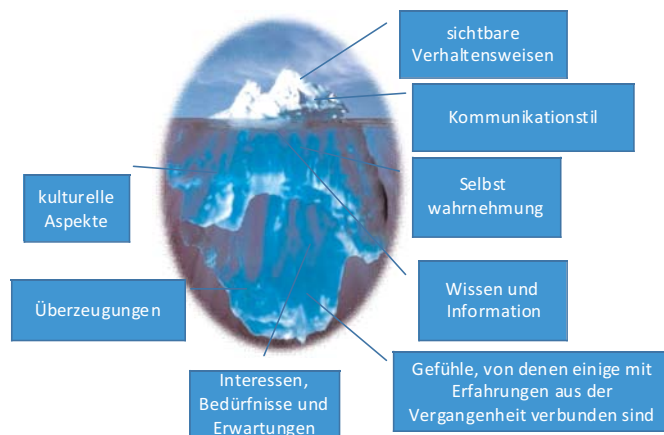 sichtbare
Verhaltensweisen
Kommunikationstil
Selbst
wahrnehmung
kulturelle
Aspekte
Wissen und
Information
Überzeugungen
Interessen,
Bedürfnisse und
Erwartungen
Gefühle, von denen einige mit
Erfahrungen aus der
Vergangenheit verbunden sind